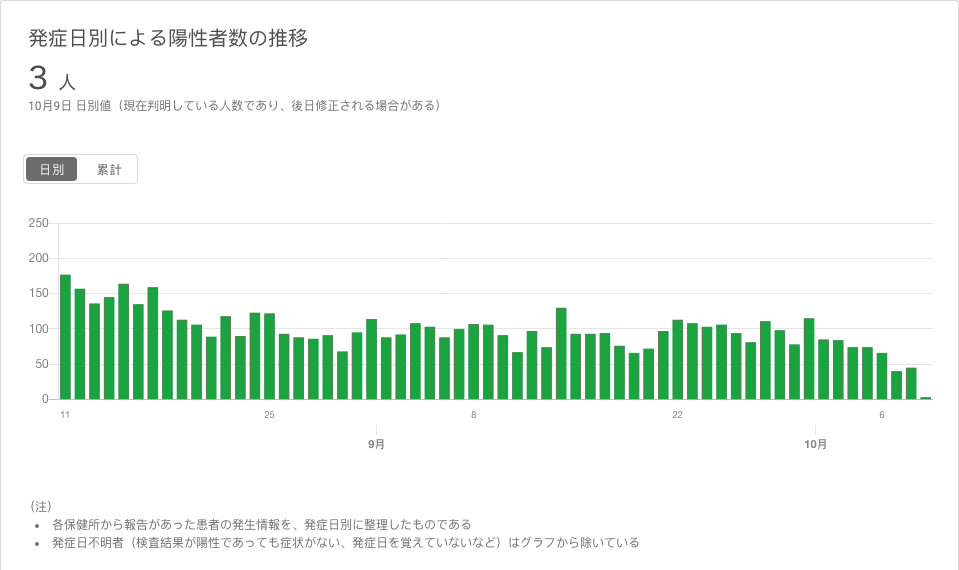 発症日別による陽性者数の推移
3 人
10月9日 日別値（現在判明している人数であり、後日修正される場合がある）
日別 累計
250
200
150
100
50
0
11 25 8 22 6
9月 10月
（注）
• 各保健所から報告があった患者の発生情報を、発症日別に整理したものである
• 発症日不明者（検査結果が陽性であっても症状がない、発症日を覚えていないなど）はグラフから除いている